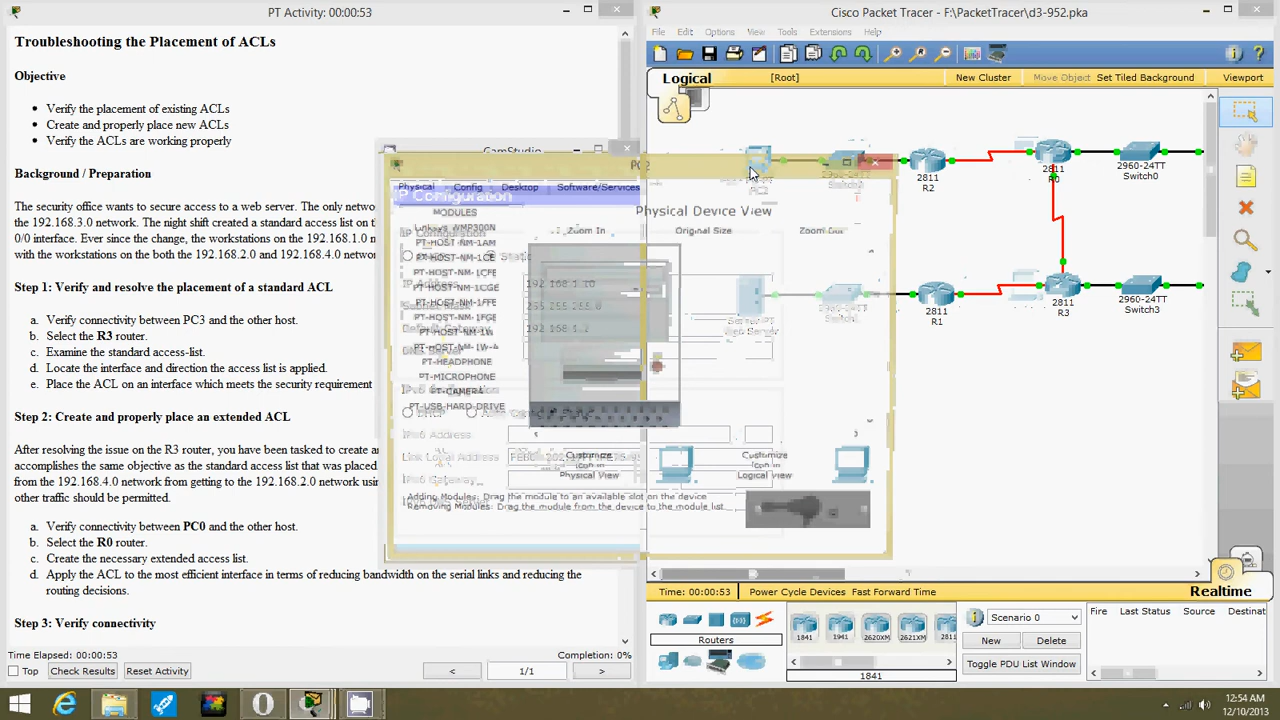 PT Activity: 00:00:53
Troubleshooting the Placement of ACLs
Objective
Verify the placement of existing ACLs
Create and properly place new ACLs
Verify the ACLs are working properly
Background / Preparation
The security office wants to secure access to a web server. The only netwo
the 192.168.3.0 network. The night shift created a standard access list on t
0/0 interface. Ever since the change, the workstations on the 192.168.1.0 n
with the workstations on the both the 192.168.2.0 and 192.168.4.0 networ
Step 1: Verify and resolve the placement of a standard ACL
a. Verify connectivity between PC3 and the other host.
b. Select the R3 router.
c. Examine the standard access-list.
d. Locate the interface and direction the access list is applied.
e. Place the ACL on an interface which meets the security requirement
Step 2: Create and properly place an extended ACL
After resolving the issue on the R3 router, you have been tasked to create an
accomplishes the same objective as the standard access list that was placed
from the 192.168.4.0 network from getting to the 192.168.2.0 network usin
other traffic should be permitted.
a. Verify connectivity between PC0 and the other host.
b. Select the R0 router.
c. Create the necessary extended access list.
d. Apply the ACL to the most efficient interface in terms of reducing bandwidth on the serial links and reducing the
routing decisions.
Step 3: Verify connectivity
Time Elapsed: 00:00:53
Completion: 0%
Top
Check Results
Reset Activity
<
1/1
>
CamStudio
Physical
Config
Desktop
Software/Services
IP Configuration
MODULES
Linksys WMP300N
PT-HOST-NM-1AM
PT-HOST-NM-1CE
PT-HOST-NM-1CFE
PT-HOST-NM-1CGE
PT-HOST-NM-1FFE
PT-HOST-NM-1FGE
PT-HOST-NM-1W
PT-HOST-NM-1W-A
PT-HEADPHONE
PT-MICROPHONE
PT-CAMERA
PT-USB-HARD-DRIVE
Physical Device View
Zoom In
Original Size
Zoom Out
192.168.1.10
255.255.255.0
192.168.1.2
IPv6 Address
Link Local Address
Customize
Icon in
Physical View
Customize
Icon in
Logical View
Adding Modules: Drag the module to an available slot on the device
Removing Modules: Drag the module from the device to the module list.
Cisco Packet Tracer - F:\PacketTracer\d3-952.pka
File
Edit
Options
View
Tools
Extensions
Help
Logical
[Root]
New Cluster
Move Object
Set Tiled Background
Viewport
2811
R2
2811
R0
2960-24TT
Switch0
Server-PT
Web Server
2811
R1
2811
R3
2960-24TT
Switch3
Time: 00:00:53
Power Cycle Devices
Fast Forward Time
Realtime
Routers
1841
1941
2620XM
2621XM
2811
1841
Scenario 0
New
Delete
Toggle PDU List Window
Fire
Last Status
Source
Destinat
12:54 AM
12/10/2013